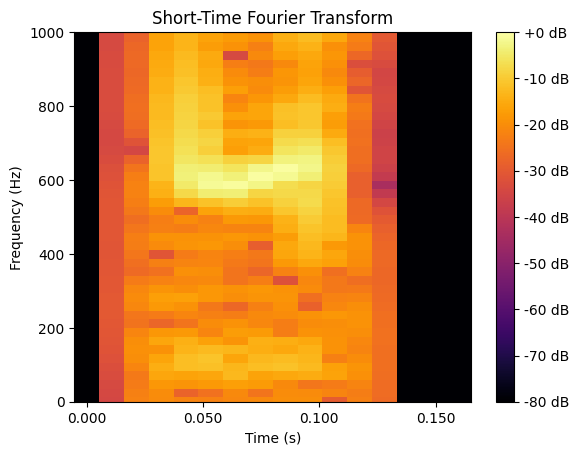 Short-Time Fourier Transform
1000
800
600
400
200
0
Frequency (Hz)
0.000
0.050
0.100
0.150
Time (s)
+0 dB
-10 dB
-20 dB
-30 dB
-40 dB
-50 dB
-60 dB
-70 dB
-80 dB